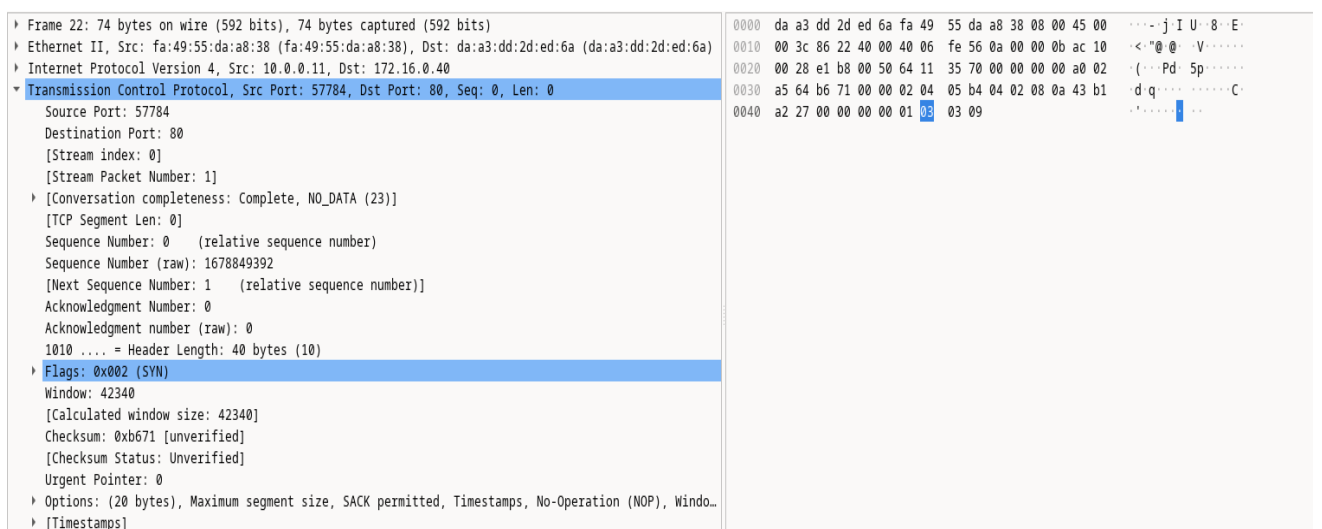 Frame 22: 74 bytes on wire (592 bits), 74 bytes captured (592 bits)
Ethernet II, Src: fa:49:55:da:a8:38 (fa:49:55:da:a8:38), Dst: da:a3:dd:2d:ed:6a (da:a3:dd:2d:ed:6a)
Internet Protocol Version 4, Src: 10.0.0.11, Dst: 172.16.0.40
Transmission Control Protocol, Src Port: 57784, Dst Port: 80, Seq: 0, Len: 0
Source Port: 57784
Destination Port: 80
[Stream index: 0]
[Stream Packet Number: 1]
[Conversation completeness: Complete, NO_DATA (23)]
[TCP Segment Len: 0]
Sequence Number: 0    (relative sequence number)
Sequence Number (raw): 1678849392
[Next Sequence Number: 1    (relative sequence number)]
Acknowledgment Number: 0
Acknowledgment number (raw): 0
1010 .... = Header Length: 40 bytes (10)
Flags: 0x002 (SYN)
Window: 42340
[Calculated window size: 42340]
Checksum: 0xb671 [unverified]
[Checksum Status: Unverified]
Urgent Pointer: 0
Options: (20 bytes), Maximum segment size, SACK permitted, Timestamps, No-Operation (NOP), Windo…
[Timestamps]
0000  da a3 dd 2d ed 6a fa 49  55 da a8 38 08 00 45 00   ···-·j·I U··8··E·
0010  00 3c 86 22 40 00 40 06  fe 56 0a 00 00 0b ac 10   ·<·"@·@· ·V······
0020  00 28 e1 b8 00 50 64 11  35 70 00 00 00 00 a0 02   ·(···Pd· 5p······
0030  a5 64 b6 71 00 00 02 04  05 b4 04 02 08 0a 43 b1   ·d·q···· ······C·
0040  a2 27 00 00 00 00 01 03  03 09                     ·'······ ··